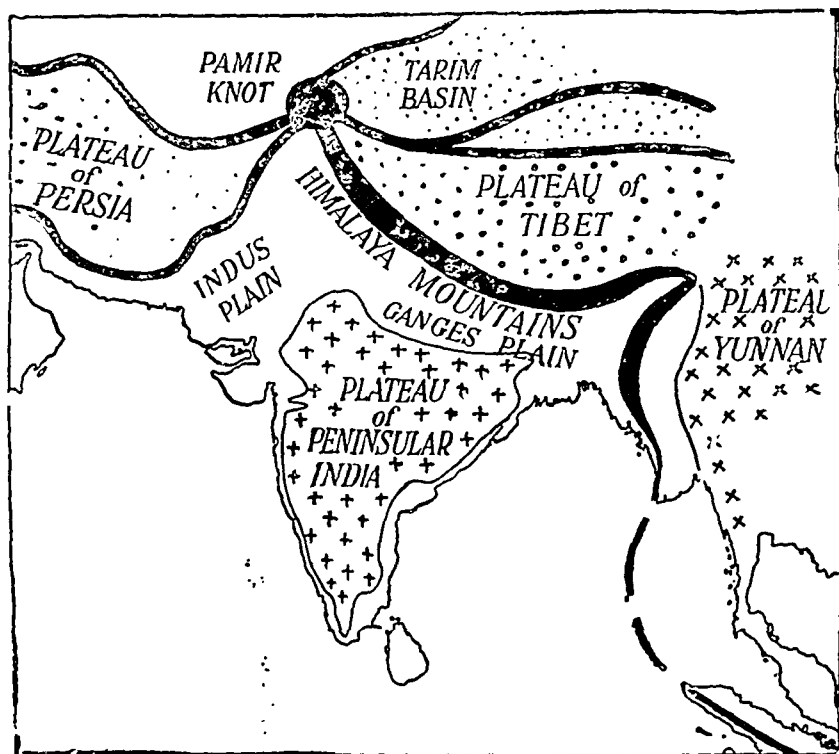 PAMIR
KNOT
TARIM
BASIN
PLATEAU
of
PERSIA
PLATEAU of
TIBET
HIMALAYA MOUNTAINS
INDUS
PLAIN
GANGES PLAIN
PLATEAU
of
YUNNAN
PLATEAU
of
PENINSULAR
INDIA